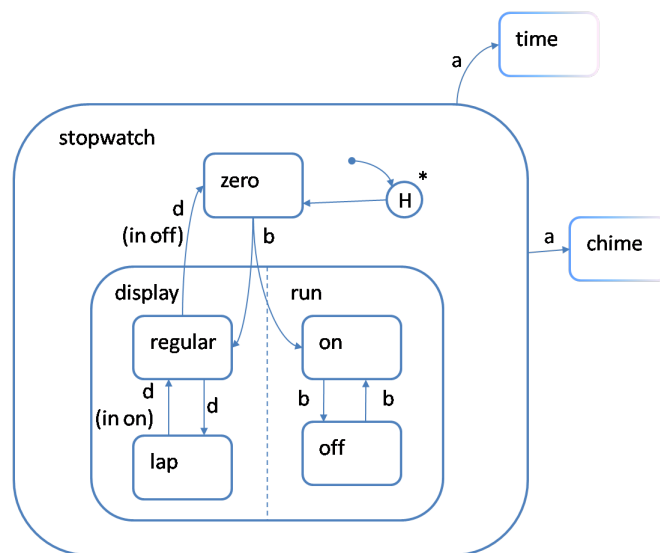 time
a
stopwatch
zero
*
H
d
(in off)
b
a
chime
display
run
regular
on
d
(in on)
d
b
b
lap
off